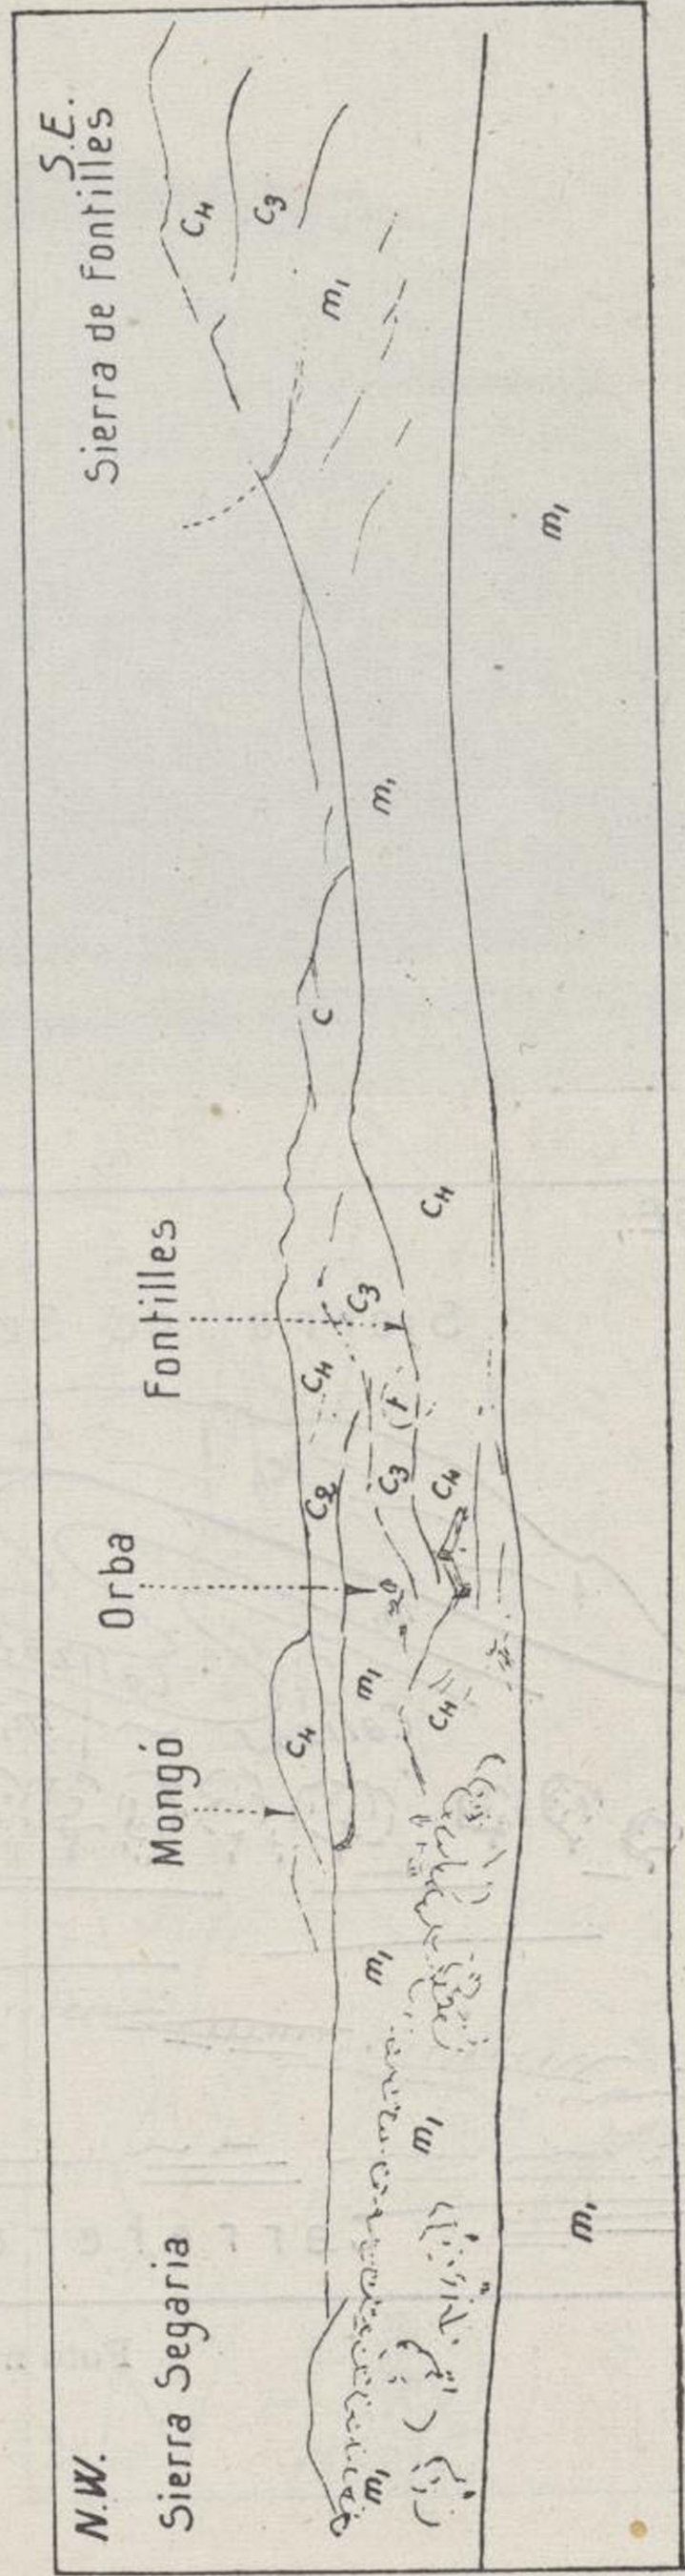 N.W.
S.E.
Sierra Segaria
Mongó
Orba
Fontilles
Sierra de Fontilles
C4
C3
m1
C4
C2
C4
C3
C
m1
m1
C3
C4
C4
m1
m1
C4
m1
m1
m1